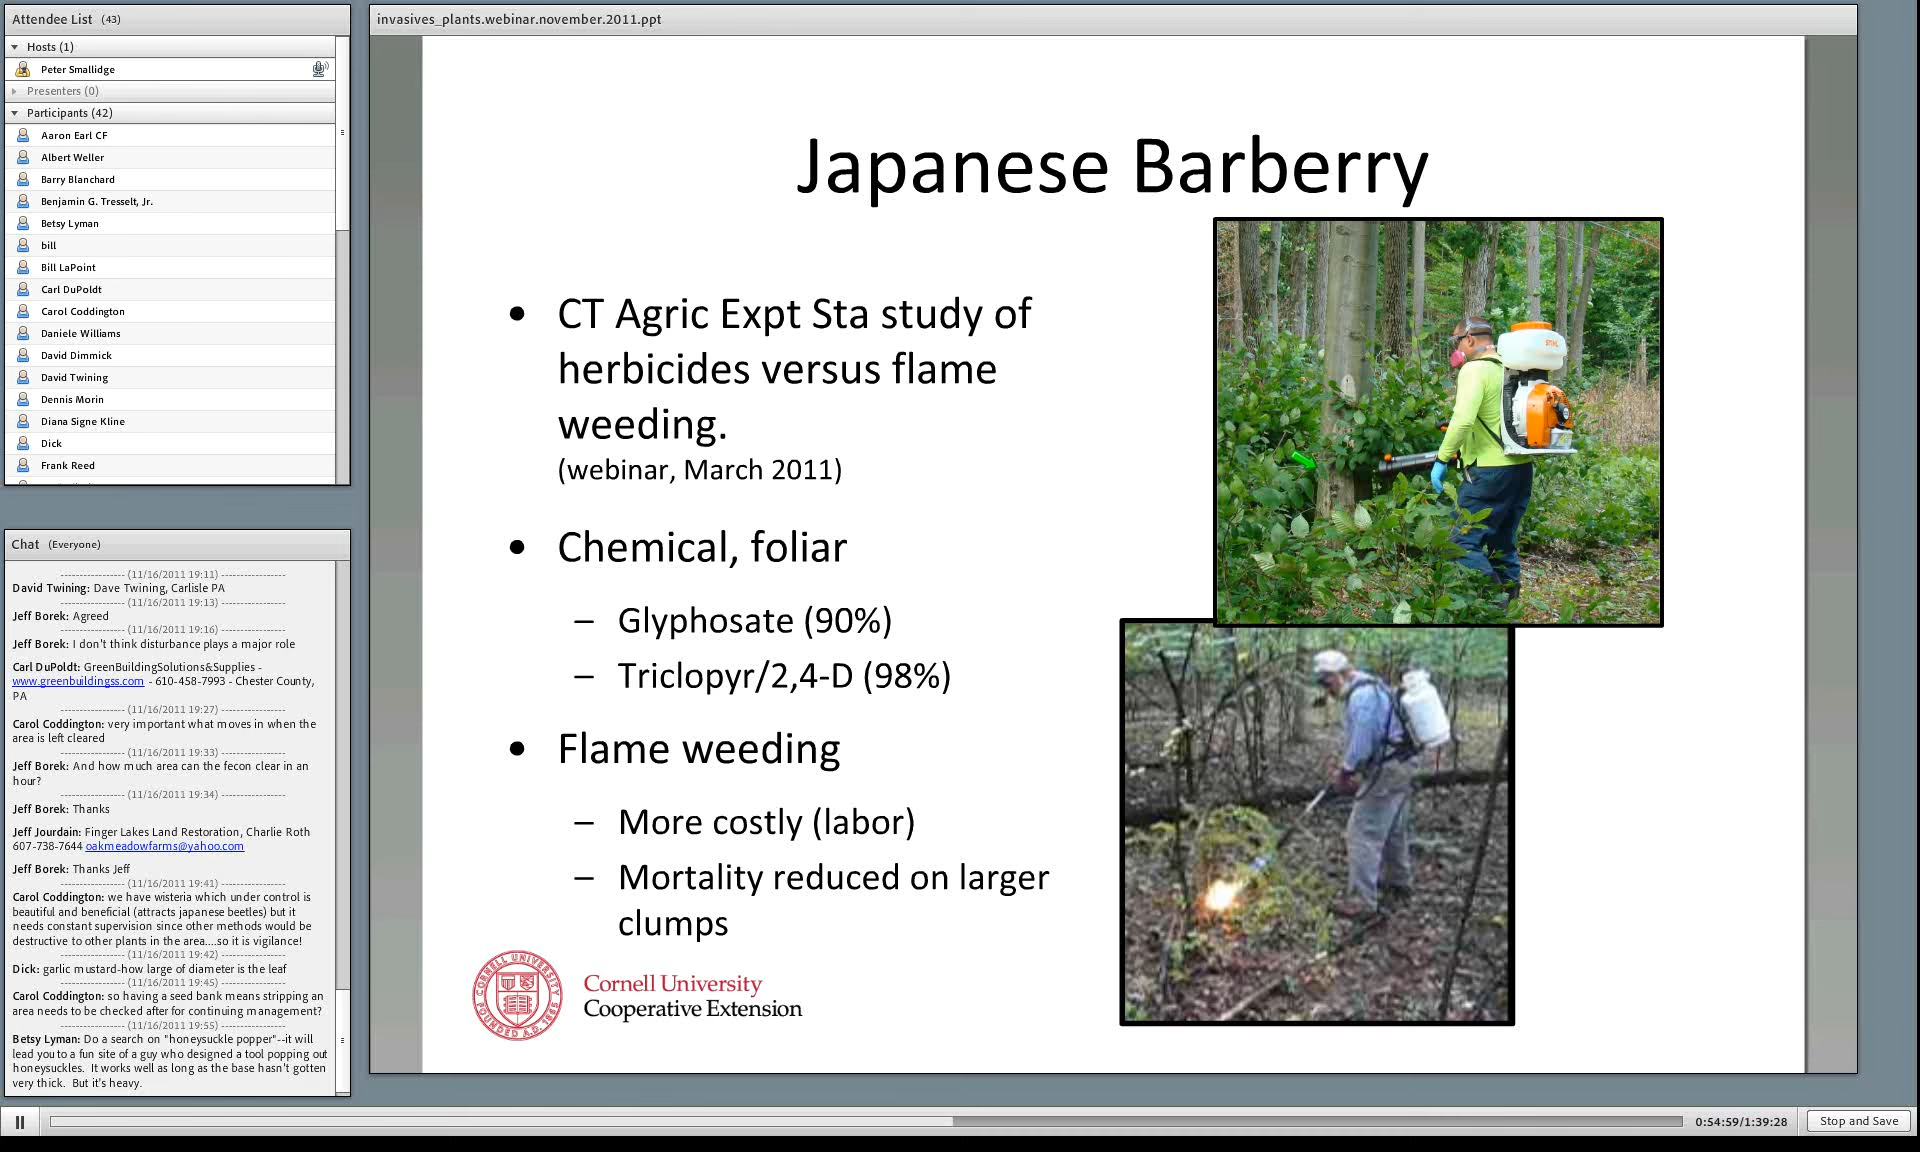 Attendee List (43)
Hosts (1)
Peter Smallidge
Presenters (0)
Participants (42)
Aaron Earl CF
Albert Weller
Barry Blanchard
Benjamin G. Tresselt, Jr.
Betsy Lyman
bill
Bill LaPoint
Carl DuPoldt
Carol Coddington
Daniele Williams
David Dimmick
David Twining
Dennis Morin
Diana Signe Kline
Dick
Frank Reed
Chat (Everyone)
----------------- (11/16/2011 19:11) -----------------
David Twining: Dave Twining, Carlisle PA
----------------- (11/16/2011 19:13) -----------------
Jeff Borek: Agreed
----------------- (11/16/2011 19:16) -----------------
Jeff Borek: I don't think disturbance plays a major role
Carl DuPoldt: GreenBuildingSolutions&Supplies -
www.greenbuildingss.com - 610-458-7993 - Chester County,
PA
----------------- (11/16/2011 19:27) -----------------
Carol Coddington: very important what moves in when the
area is left cleared
----------------- (11/16/2011 19:33) -----------------
Jeff Borek: And how much area can the fecon clear in an
hour?
----------------- (11/16/2011 19:34) -----------------
Jeff Borek: Thanks
Jeff Jourdain: Finger Lakes Land Restoration, Charlie Roth
607-738-7644 oakmeadowfarms@yahoo.com
Jeff Borek: Thanks Jeff
----------------- (11/16/2011 19:41) -----------------
Carol Coddington: we have wisteria which under control is
beautiful and beneficial (attracts japanese beetles) but it
needs constant supervision since other methods would be
destructive to other plants in the area....so it is vigilance!
----------------- (11/16/2011 19:42) -----------------
Dick: garlic mustard-how large of diameter is the leaf
----------------- (11/16/2011 19:45) -----------------
Carol Coddington: so having a seed bank means stripping an
area needs to be checked after for continuing management?
----------------- (11/16/2011 19:55) -----------------
Betsy Lyman: Do a search on "honeysuckle popper"--it will
lead you to a fun site of a guy who designed a tool popping out
honeysuckles.  It works well as long as the base hasn't gotten
very thick.  But it's heavy.
invasives_plants.webinar.november.2011.ppt
Japanese Barberry
• CT Agric Expt Sta study of
herbicides versus flame
weeding.
(webinar, March 2011)
• Chemical, foliar
– Glyphosate (90%)
– Triclopyr/2,4-D (98%)
• Flame weeding
– More costly (labor)
– Mortality reduced on larger
clumps
STIHL
CORNELL UNIVERSITY
FOUNDED A.D. 1865
Cornell University
Cooperative Extension
0:54:59/1:39:28
Stop and Save